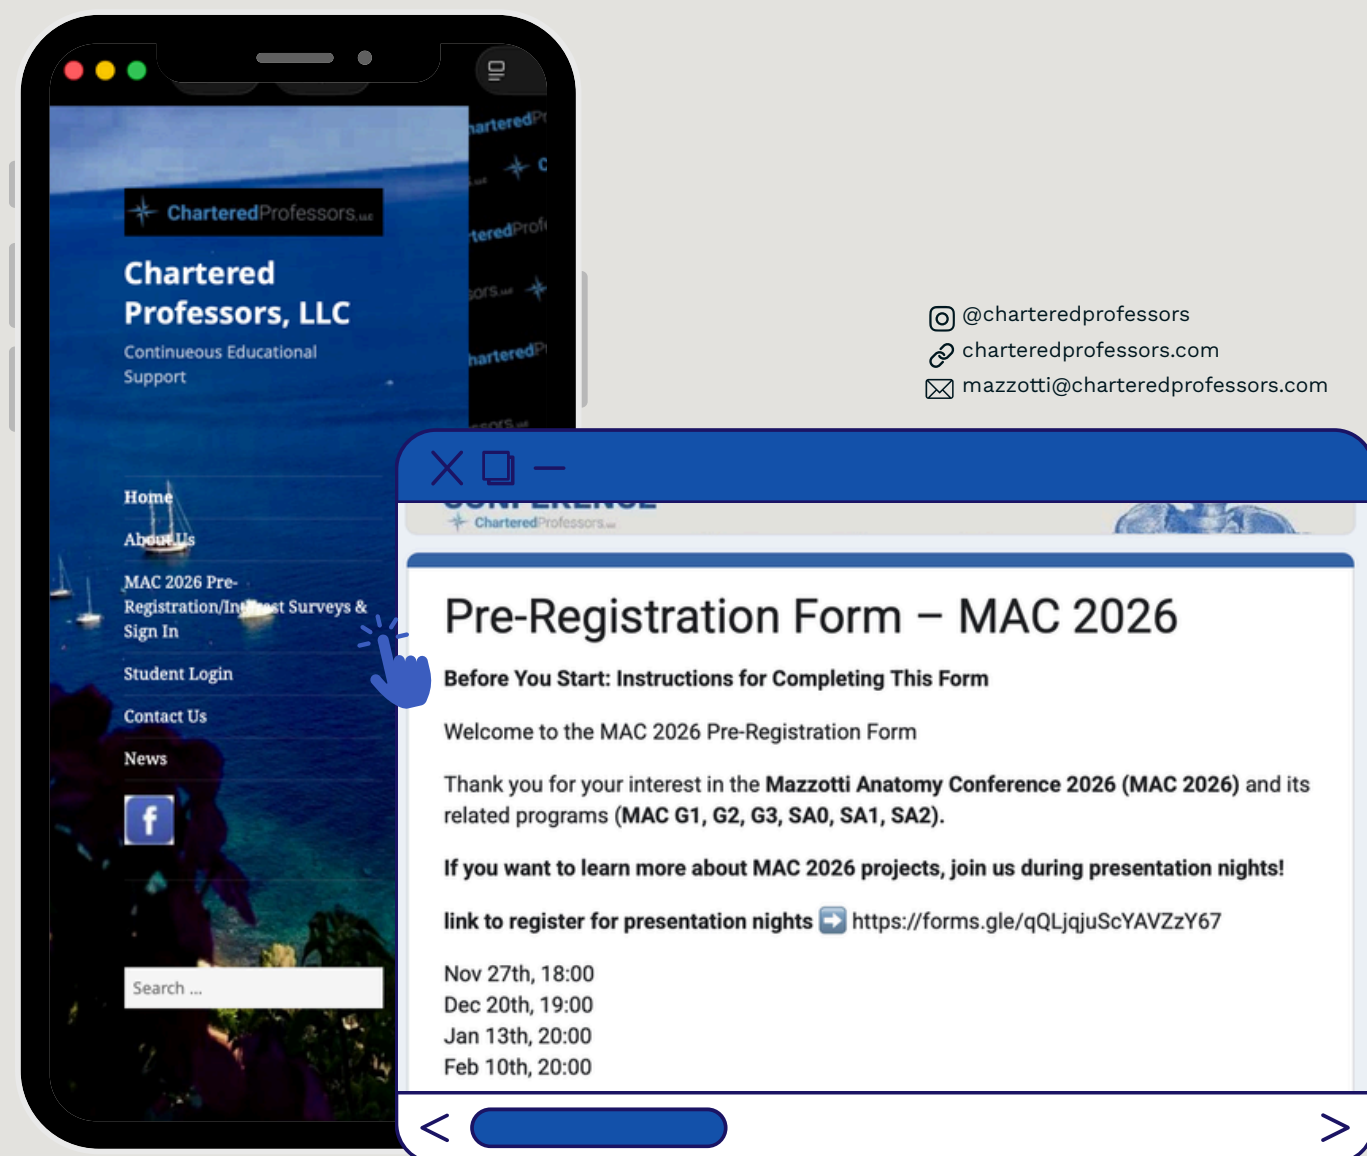 CharteredProfessors, LLC
Chartered
Professors, LLC
Continueous Educational
Support
Home
About Us
MAC 2026 Pre-
Registration/Interest Surveys &
Sign In
Student Login
Contact Us
News
f
Search ...
@charteredprofessors
charteredprofessors.com
mazzotti@charteredprofessors.com
CONFERENCE
CharteredProfessors, LLC
Pre-Registration Form – MAC 2026
Before You Start: Instructions for Completing This Form
Welcome to the MAC 2026 Pre-Registration Form
Thank you for your interest in the Mazzotti Anatomy Conference 2026 (MAC 2026) and its
related programs (MAC G1, G2, G3, SA0, SA1, SA2).
If you want to learn more about MAC 2026 projects, join us during presentation nights!
link to register for presentation nights ➡️ https://forms.gle/qQLjqjuScYAVZzY67
Nov 27th, 18:00
Dec 20th, 19:00
Jan 13th, 20:00
Feb 10th, 20:00